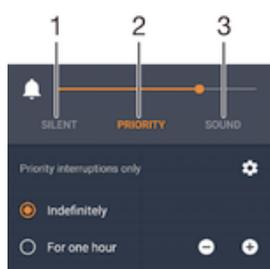 1 2 3
SILENT PRIORITY SOUND
Priority interruptions only
Indefinitely
For one hour